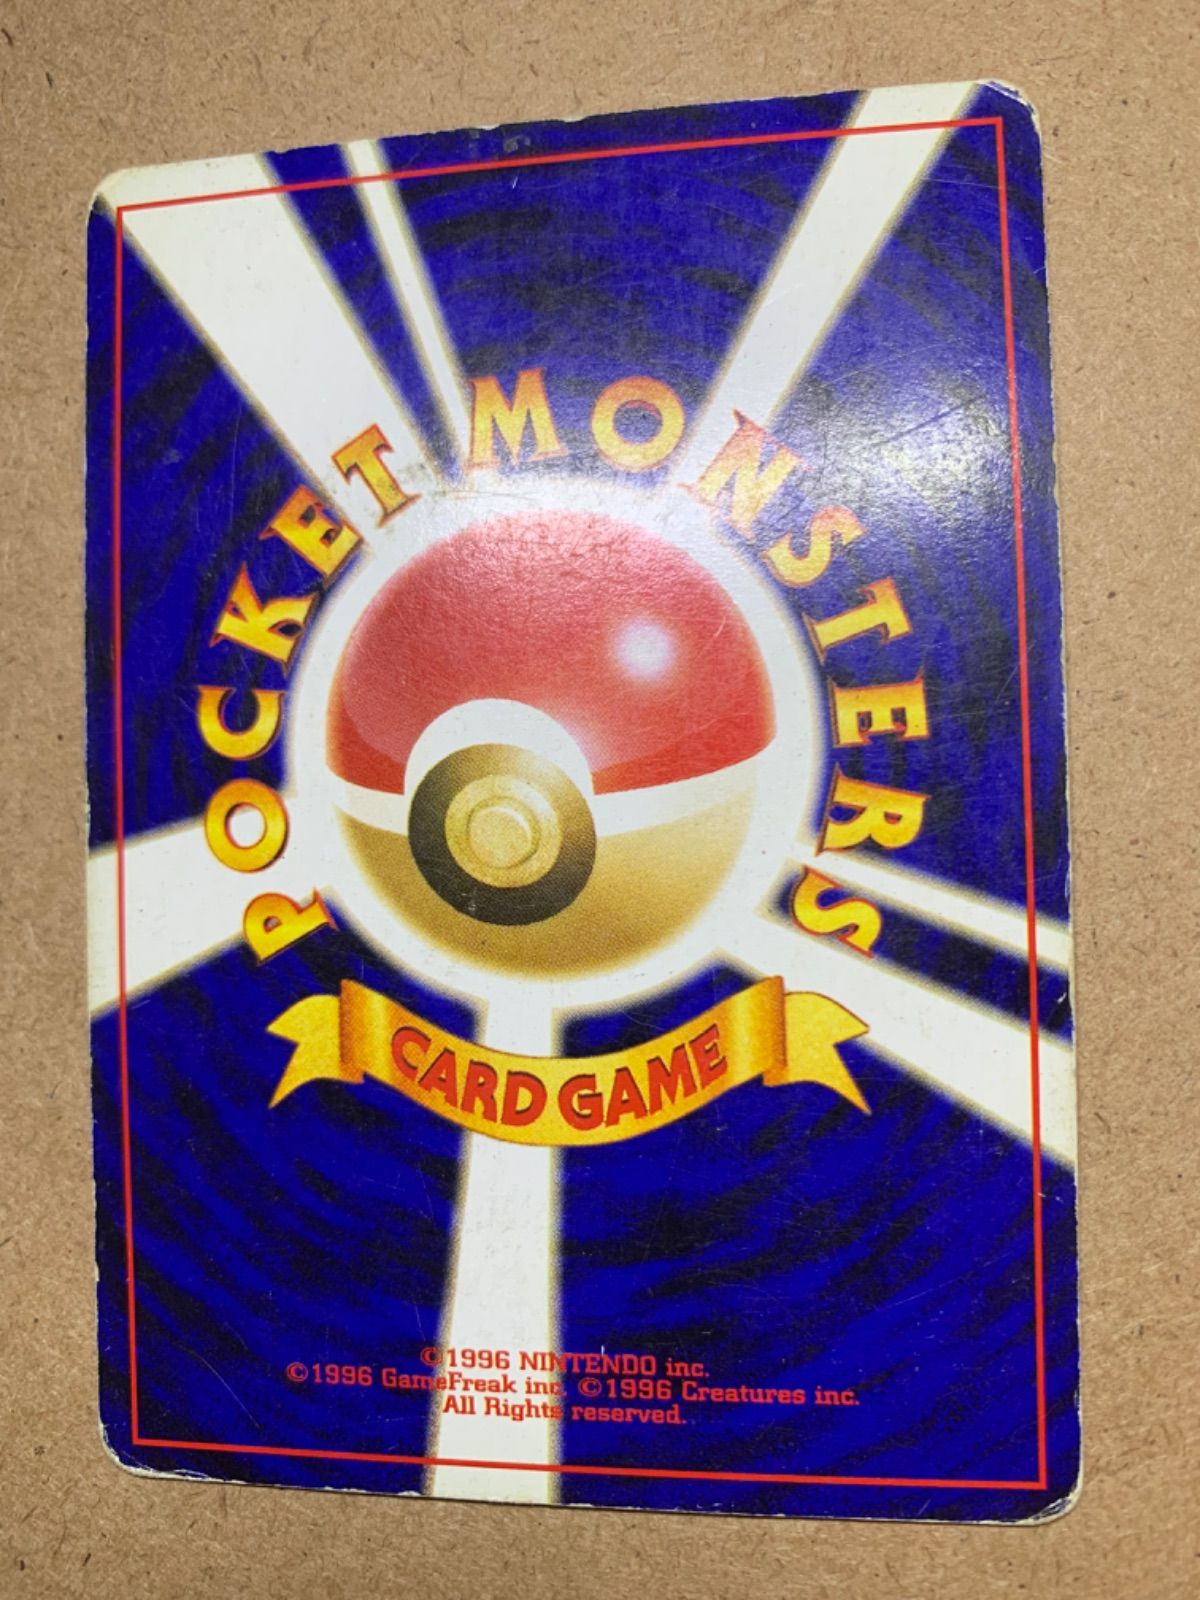 POCKET MONSTERS
CARD GAME
©1996 NINTENDO inc.
©1996 GameFreak inc. ©1996 Creatures inc.
All Rights reserved.